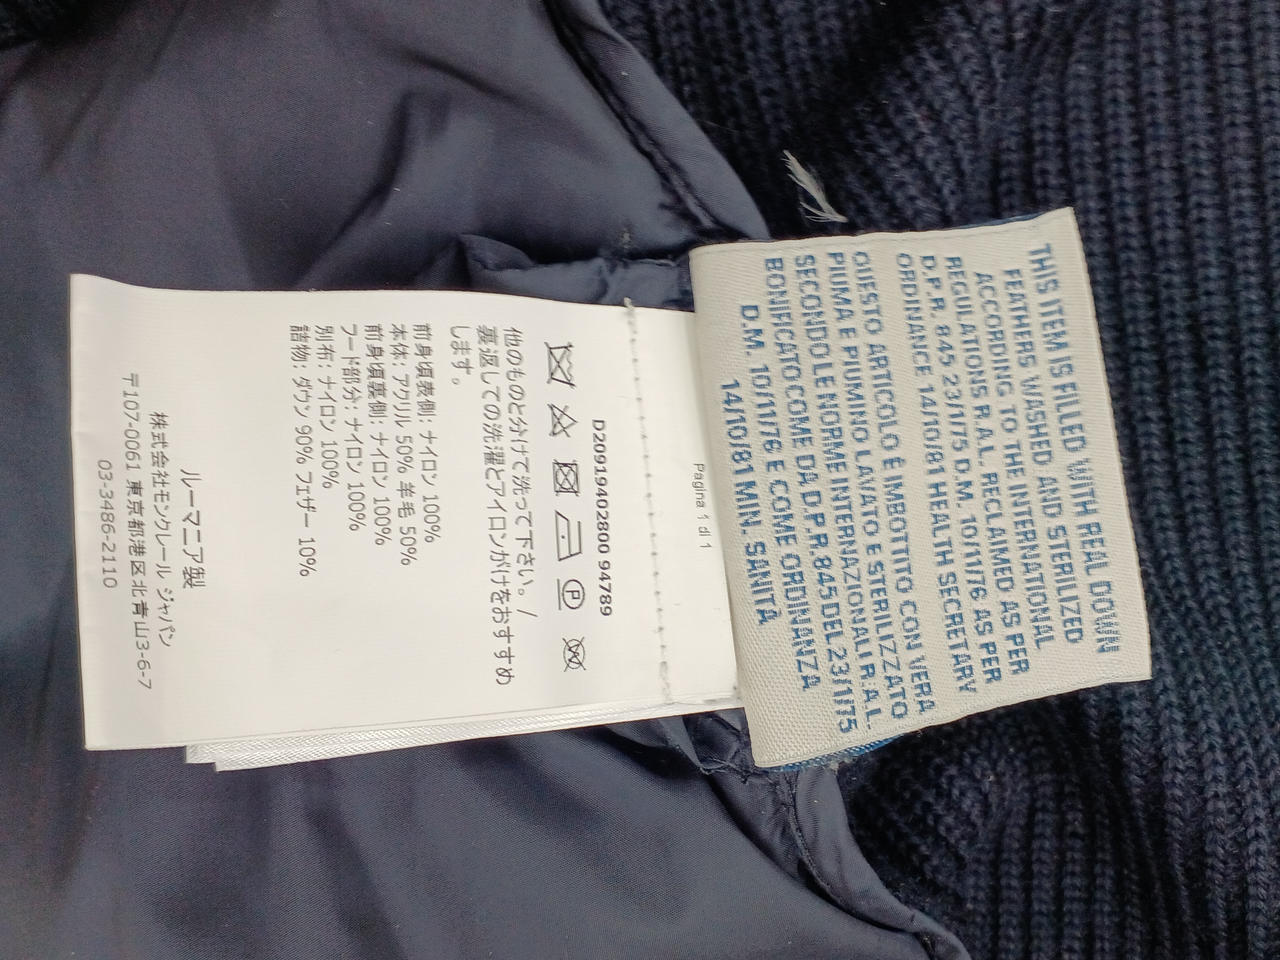 THIS ITEM IS FILLED WITH REAL DOWN
FEATHERS WASHED AND STERILIZED
ACCORDING TO THE INTERNATIONAL
REGULATIONS R.A.L. RECLAIMED AS PER
D.P.R. 845 23/1/75 D.M. 10/11/76 AS PER
ORDINANCE 14/10/81 HEALTH SECRETARY
QUESTO ARTICOLO É IMBOTTITO CON VERA
PIUMA E PIUMINO LAVATO E STERILIZZATO
SECONDO LE NORME INTERNAZIONALI R.A.L.
BONIFICATO COME DA D.P.R. 845 DEL 23/1/75
D.M. 10/11/76 E COME ORDINANZA
14/10/81 MIN. SANITÀ
Pagina 1 di 1
D20919402800 94789
P
他のものと分けて洗って下さい。/
裏返しての洗濯とアイロンがけをおすすめ
します。
前身頃表側: ナイロン 100%
本体: アクリル 50% 羊毛 50%
前身頃裏側: ナイロン 100%
フード部分: ナイロン 100%
別布: ナイロン 100%
詰物: ダウン 90% フェザー 10%
ルーマニア製
株式会社モンクレール ジャパン
〒107-0061 東京都港区北青山3-6-7
03-3486-2110